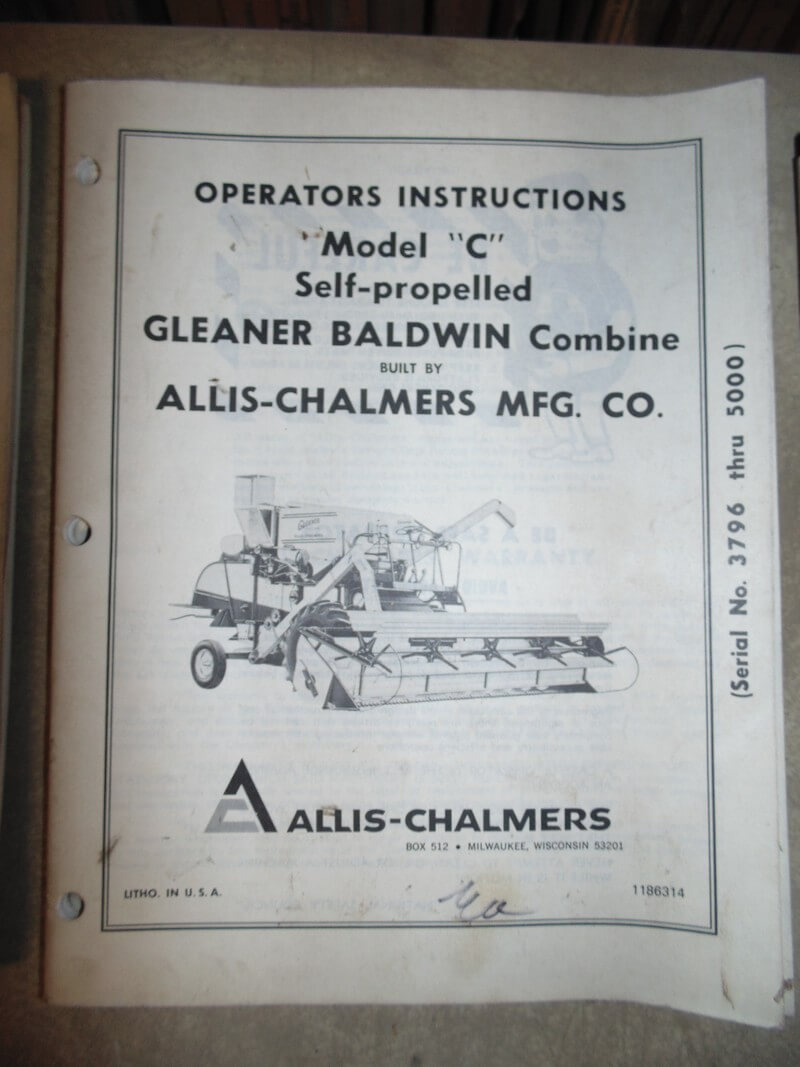 OPERATORS INSTRUCTIONS
Model "C"
Self-propelled
GLEANER BALDWIN Combine
BUILT BY
ALLIS-CHALMERS MFG. CO.
(Serial No. 3796 thru 5000)
GLEANER
ALLIS-CHALMERS
BOX 512 • MILWAUKEE, WISCONSIN 53201
LITHO. IN U.S.A.
1186314